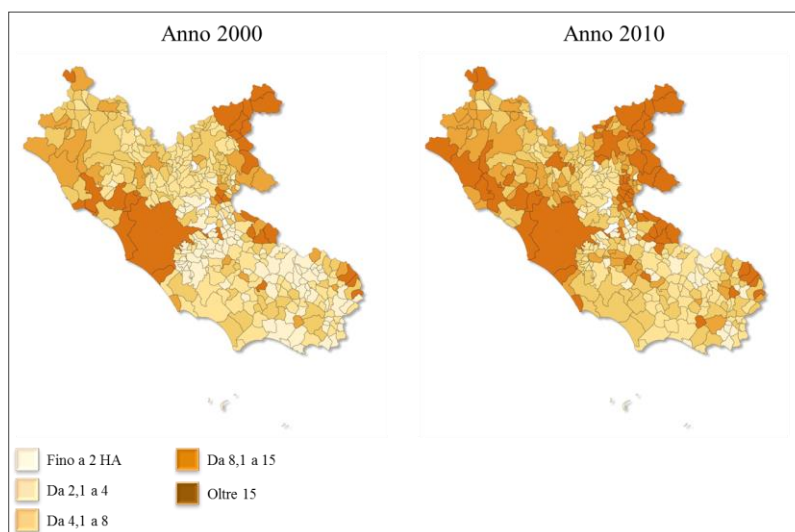 Anno 2000
Anno 2010
Fino a 2 HA
Da 2,1 a 4
Da 4,1 a 8
Da 8,1 a 15
Oltre 15